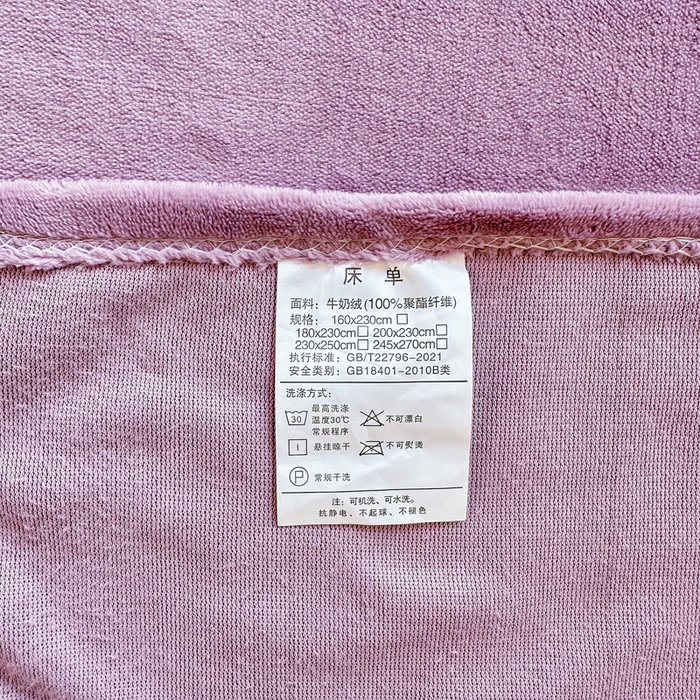 床 单
面料：牛奶绒(100%聚酯纤维)
规格： 160x230cm □
180x230cm□ 200x230cm□
230x250cm□ 245x270cm□
执行标准：GB/T22796-2021
安全类别：GB18401-2010B类
洗涤方式：
30 最高洗涤温度30℃常规程序 不可漂白
悬挂晾干 不可熨烫
P 常规干洗
注：可机洗、可水洗。
抗静电、不起球、不褪色